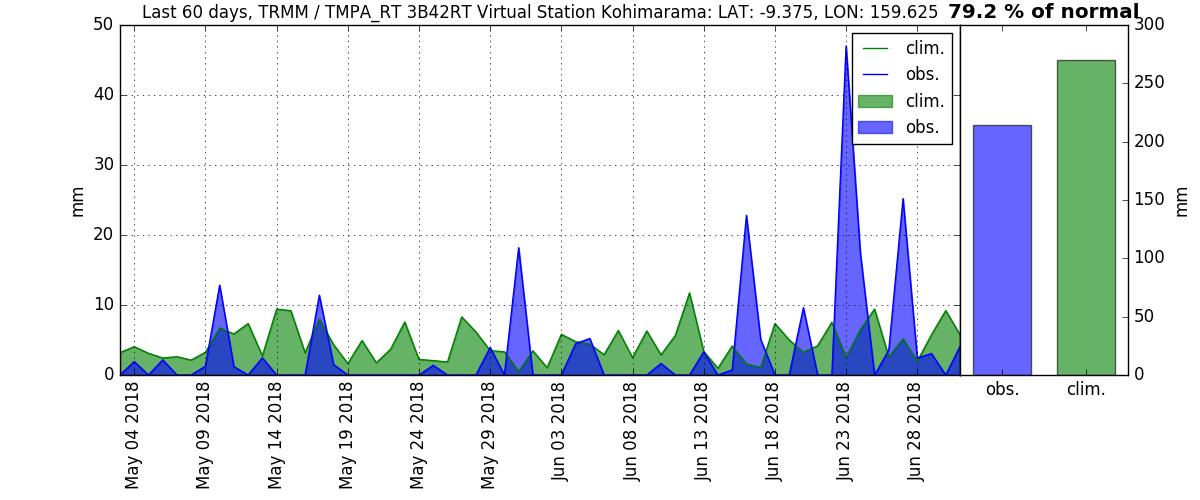 Last 60 days, TRMM / TMPA_RT 3B42RT Virtual Station Kohimarama: LAT: -9.375, LON: 159.625
79.2 % of normal
50
40
30
20
10
0
mm
clim.
obs.
clim.
obs.
May 04 2018
May 09 2018
May 14 2018
May 19 2018
May 24 2018
May 29 2018
Jun 03 2018
Jun 08 2018
Jun 13 2018
Jun 18 2018
Jun 23 2018
Jun 28 2018
300
250
200
150
100
50
0
mm
obs.
clim.